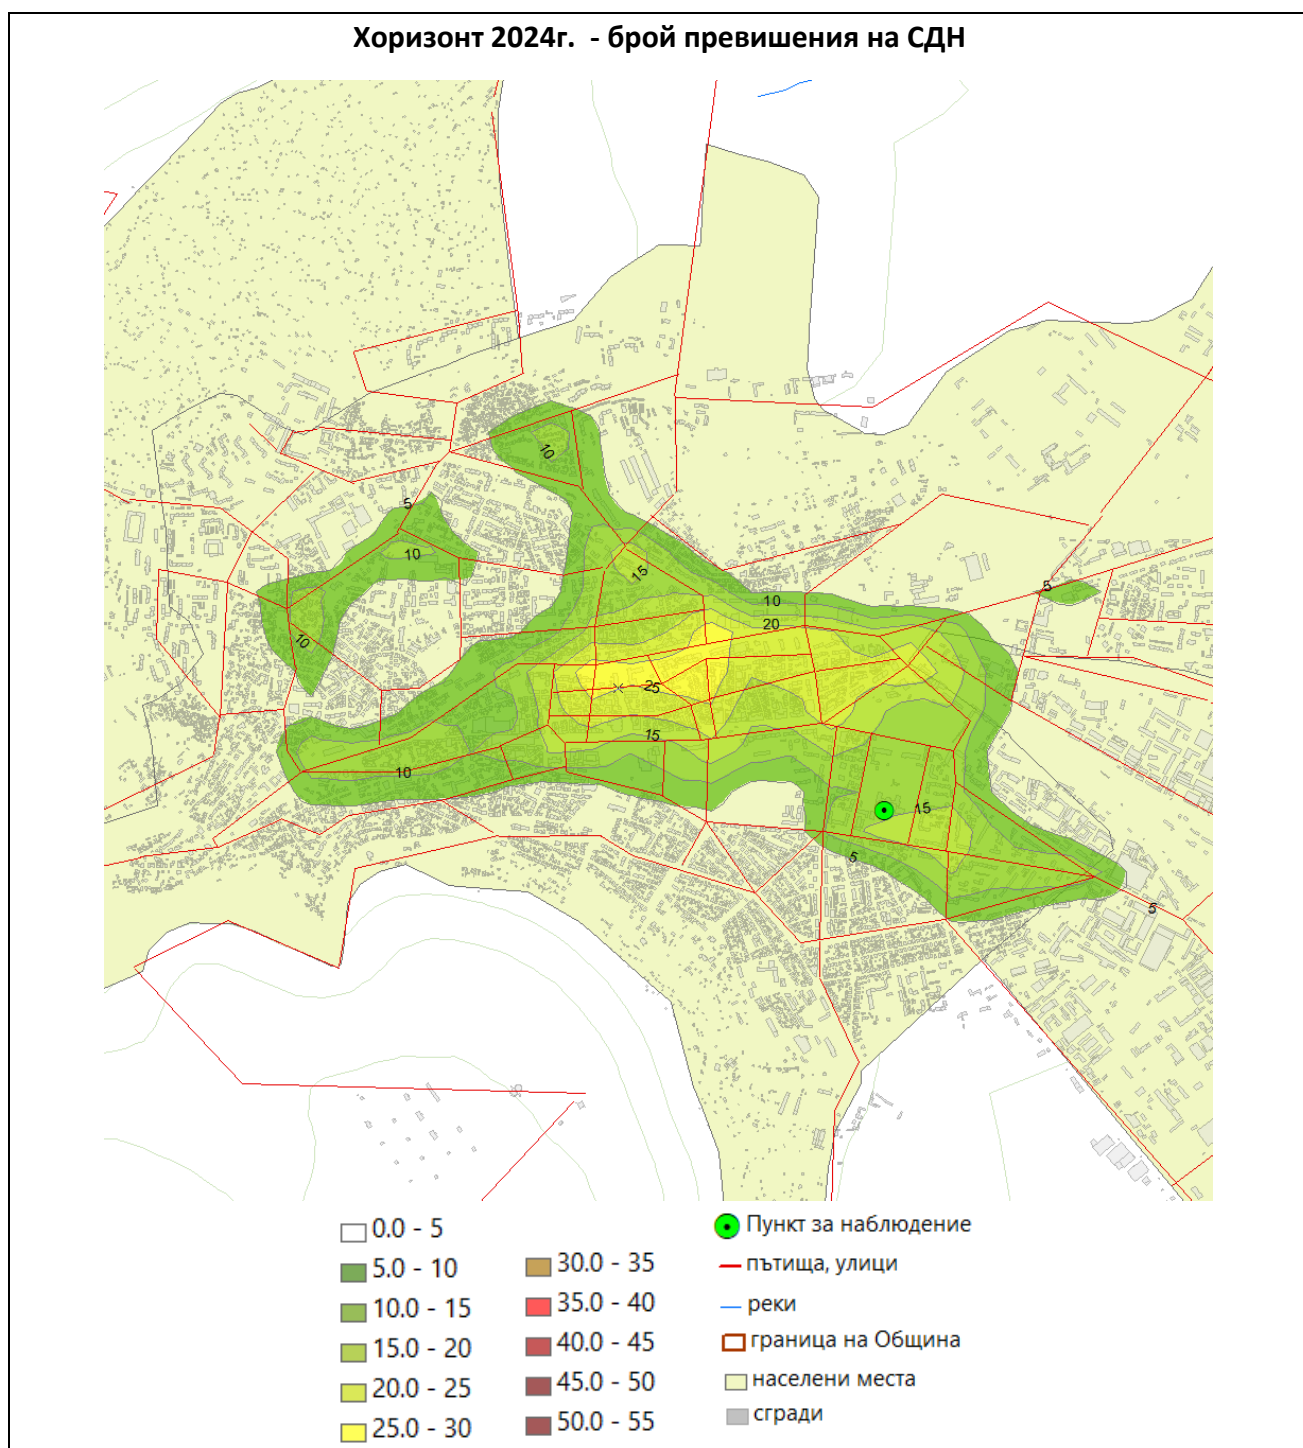 Хоризонт 2024г. - брой превишения на СДН
10
5
10
10
15
10
20
5
25
15
10
15
5
5
0.0 - 5
5.0 - 10
10.0 - 15
15.0 - 20
20.0 - 25
25.0 - 30
30.0 - 35
35.0 - 40
40.0 - 45
45.0 - 50
50.0 - 55
Пункт за наблюдение
пътища, улици
реки
граница на Община
населени места
сгради